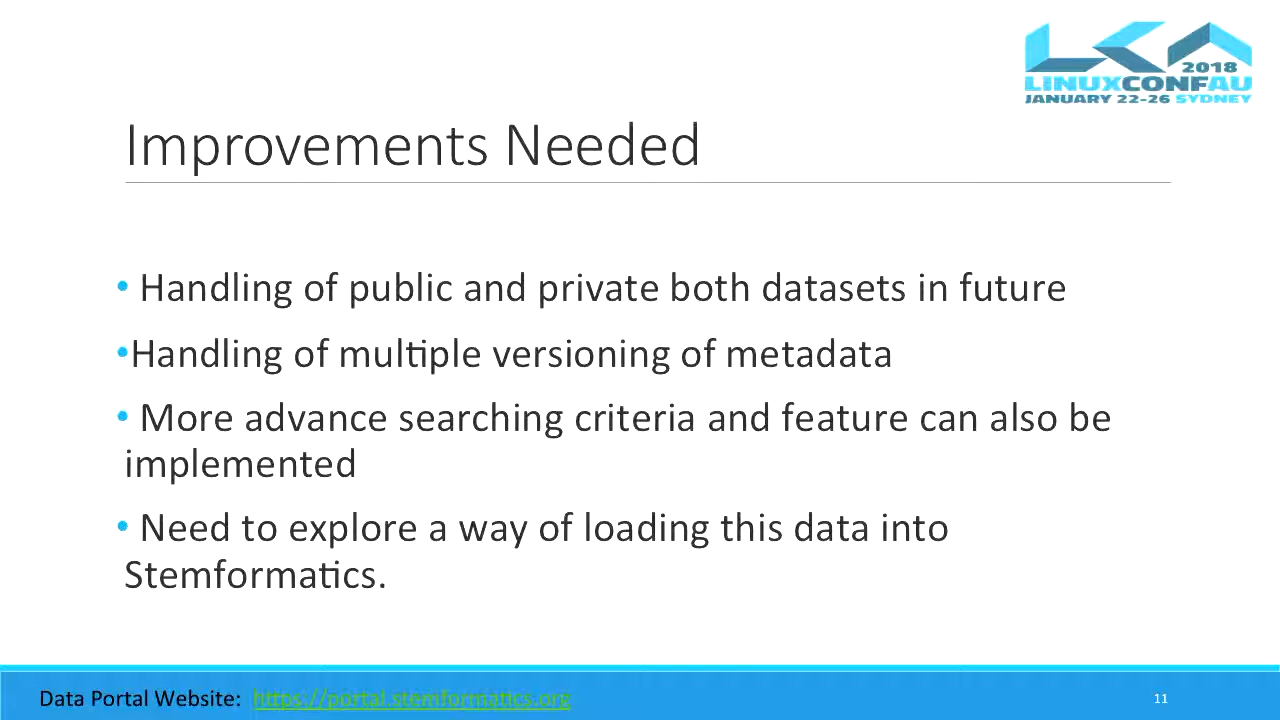 2018
LINUXCONFAU
JANUARY 22-26 SYDNEY
Improvements Needed
• Handling of public and private both datasets in future
•Handling of multiple versioning of metadata
• More advance searching criteria and feature can also be
implemented
• Need to explore a way of loading this data into
Stemformatics.
Data Portal Website: https://portal.stemformatics.org
11